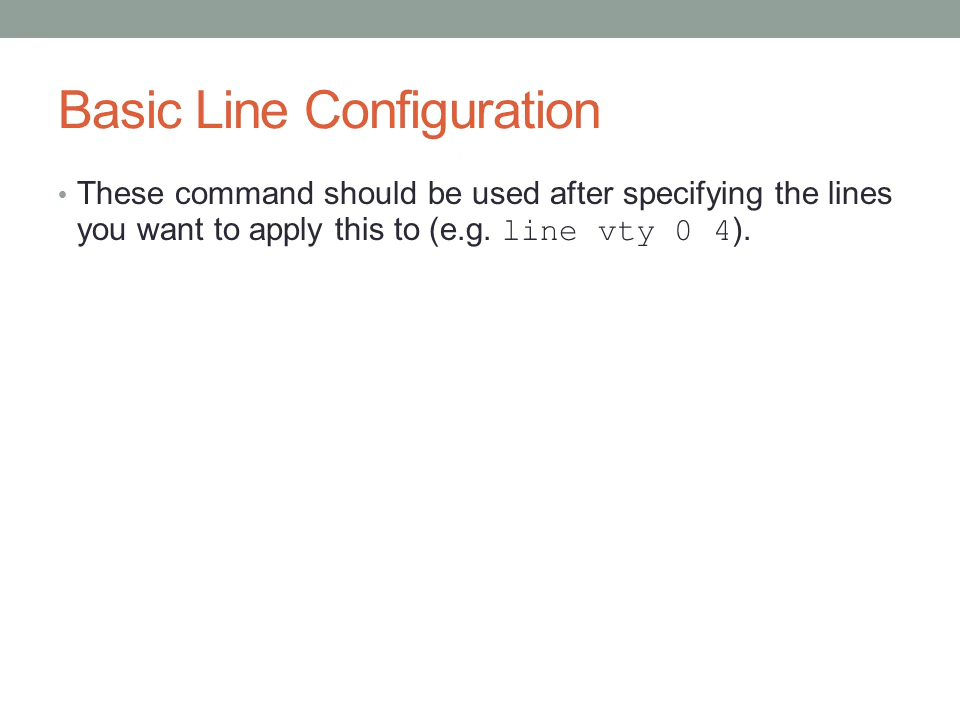 Basic Line Configuration
• These command should be used after specifying the lines
you want to apply this to (e.g. line vty 0 4).